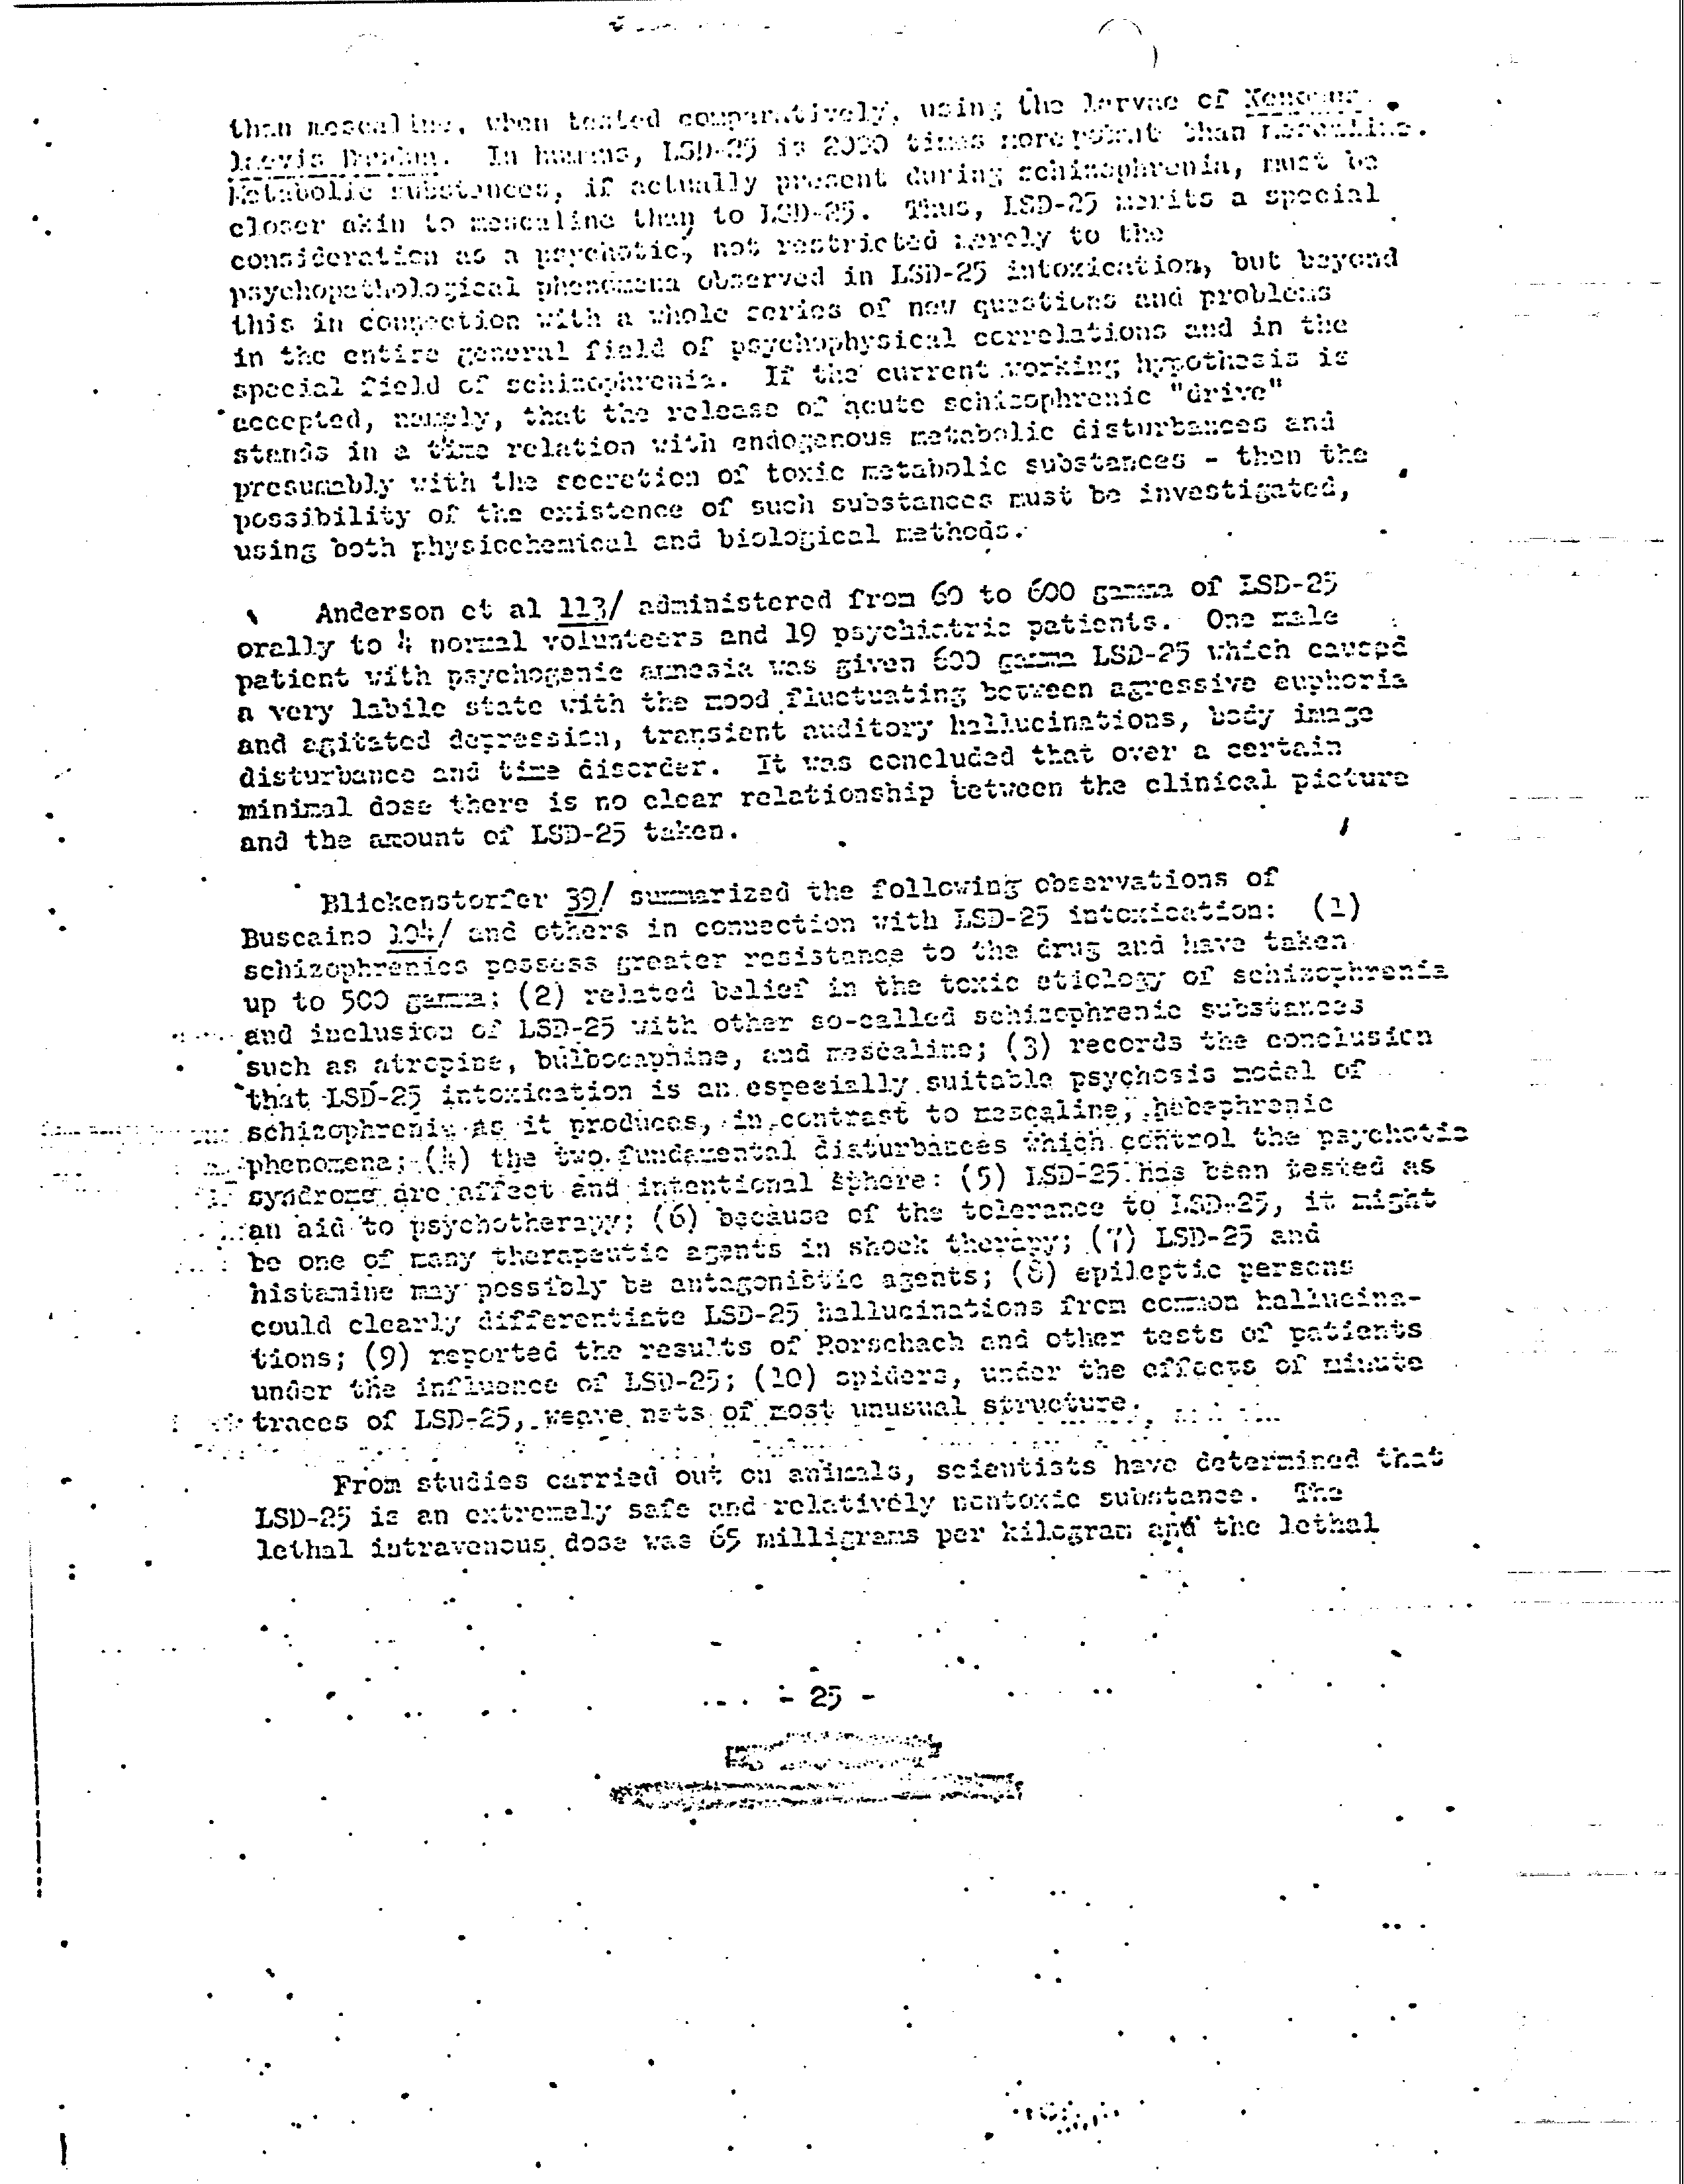 than mescaline, when tested comparatively, using the larvae of Xenopus
laevis Daudin. In humans, LSD-25 is 2000 times more potent than mescaline.
Metabolic substances, if actually present during schizophrenia, must be
closer akin to mescaline than to LSD-25. Thus, LSD-25 merits a special
consideration as a psychotic, not restricted merely to the
psychopathological phenomena observed in LSD-25 intoxication, but beyond
this in connection with a whole series of new questions and problems
in the entire general field of psychophysical correlations and in the
special field of schizophrenia. If the current working hypothesis is
accepted, namely, that the release of acute schizophrenic "drive"
stands in a time relation with endogenous metabolic disturbances and
presumably with the secretion of toxic metabolic substances - then the
possibility of the existence of such substances must be investigated,
using both physicochemical and biological methods.
Anderson et al 113/ administered from 60 to 600 gamma of LSD-25
orally to 4 normal volunteers and 19 psychiatric patients. One male
patient with psychogenic amnesia was given 600 gamma LSD-25 which caused
a very labile state with the mood fluctuating between agressive euphoria
and agitated depression, transient auditory hallucinations, body image
disturbance and time disorder. It was concluded that over a certain
minimal dose there is no clear relationship between the clinical picture
and the amount of LSD-25 taken.
Blickenstorfer 39/ summarized the following observations of
Buscaino 104/ and others in connection with LSD-25 intoxication: (1)
schizophrenics possess greater resistance to the drug and have taken
up to 500 gamma; (2) related belief in the toxic etiology of schizophrenia
and inclusion of LSD-25 with other so-called schizophrenic substances
such as atropine, bulbocaphine, and mescaline; (3) records the conclusion
that LSD-25 intoxication is an especially suitable psychosis model of
schizophrenia as it produces, in contrast to mescaline, hebephrenic
phenomena; (4) the two fundamental disturbances which control the psychotic
syndrome are affect and intentional sphere: (5) LSD-25 has been tested as
an aid to psychotherapy; (6) because of the tolerance to LSD-25, it might
be one of many therapeutic agents in shock therapy; (7) LSD-25 and
histamine may possibly be antagonistic agents; (8) epileptic persons
could clearly differentiate LSD-25 hallucinations from common hallucina-
tions; (9) reported the results of Rorschach and other tests of patients
under the influence of LSD-25; (10) spiders, under the effects of minute
traces of LSD-25, weave nets of most unusual structure.
From studies carried out on animals, scientists have determined that
LSD-25 is an extremely safe and relatively nontoxic substance. The
lethal intravenous dose was 65 milligrams per kilogram and the lethal
- 25 -